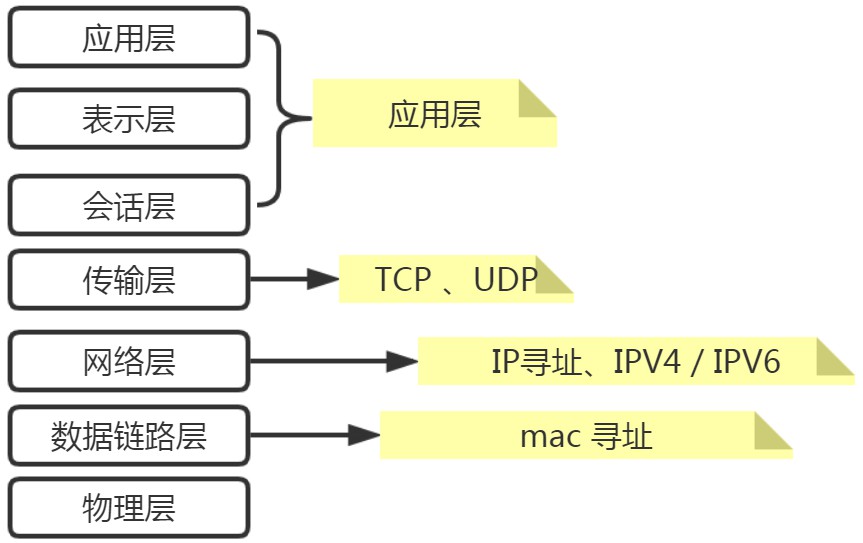 应用层
表示层
应用层
会话层
传输层
TCP 、UDP
网络层
IP寻址、IPV4 / IPV6
数据链路层
mac 寻址
物理层